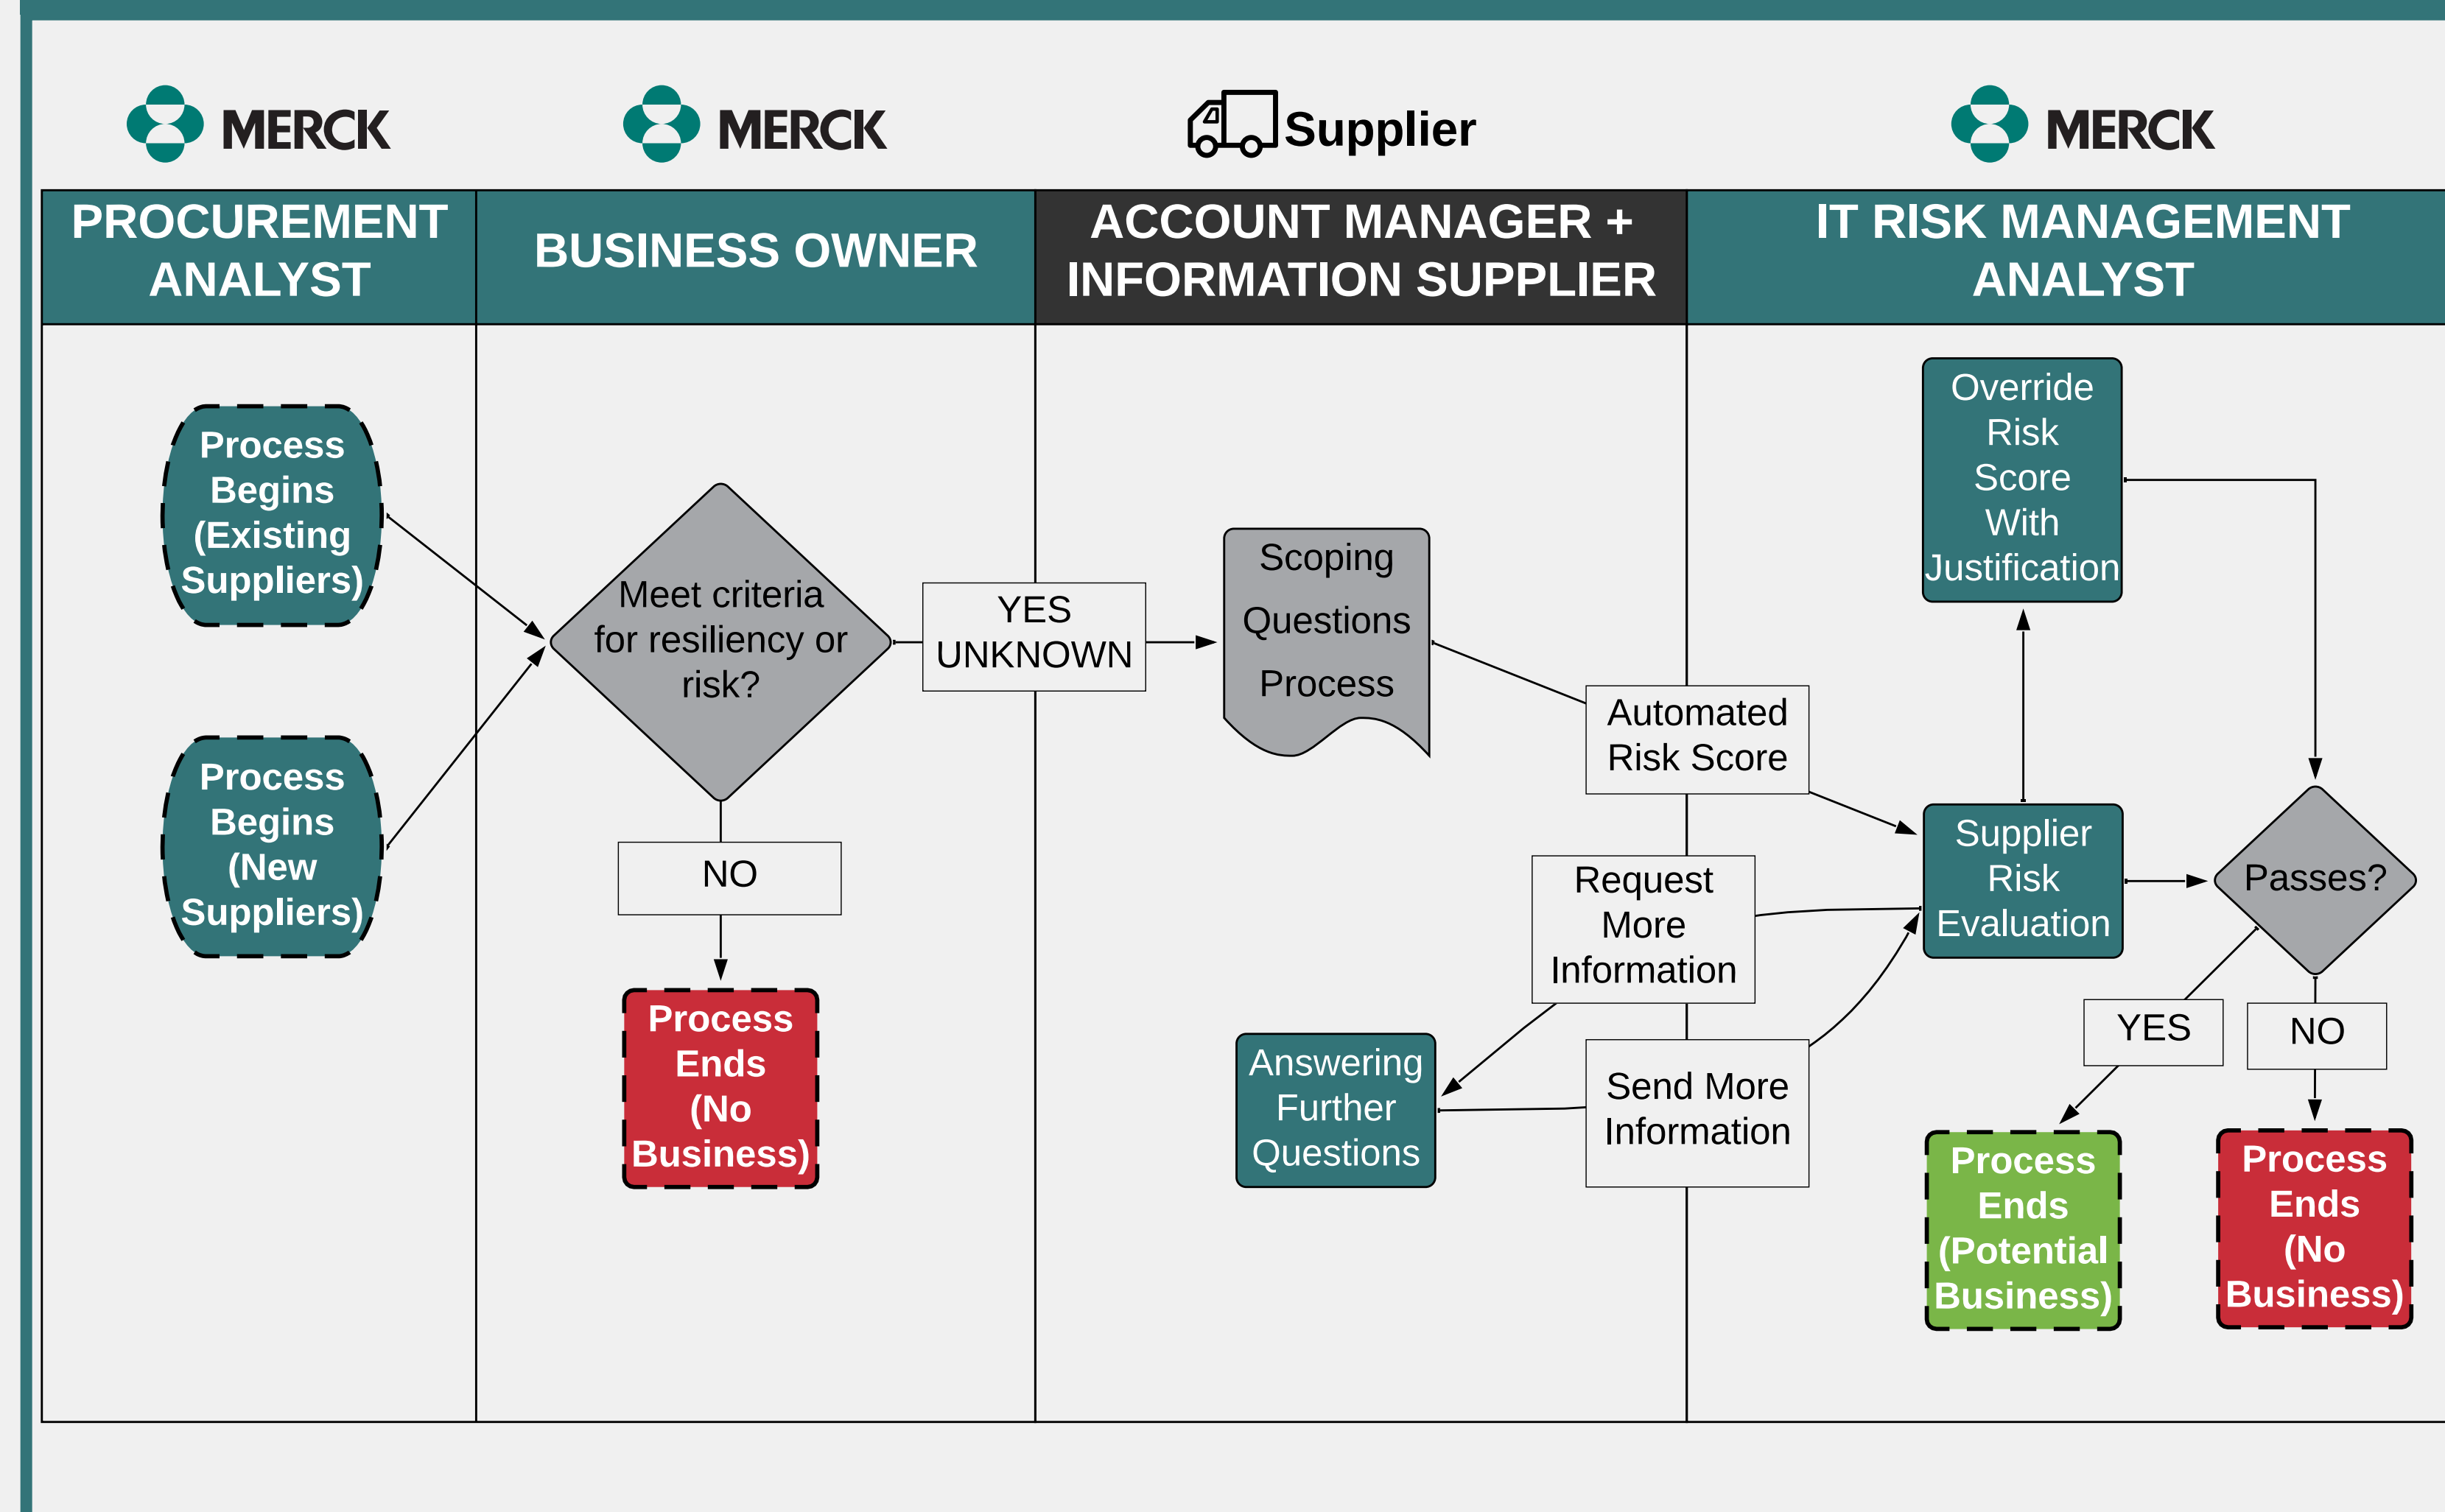 MERCK
MERCK
Supplier
MERCK
PROCUREMENT
ANALYST
BUSINESS OWNER
ACCOUNT MANAGER +
INFORMATION SUPPLIER
IT RISK MANAGEMENT
ANALYST
Process
Begins
(Existing
Suppliers)
Process
Begins
(New
Suppliers)
Meet criteria
for resiliency or
risk?
YES
UNKNOWN
NO
Process
Ends
(No
Business)
Scoping
Questions
Process
Automated
Risk Score
Request
More
Information
Answering
Further
Questions
Send More
Information
Override
Risk
Score
With
Justification
Supplier
Risk
Evaluation
Passes?
YES
NO
Process
Ends
(Potential
Business)
Process
Ends
(No
Business)